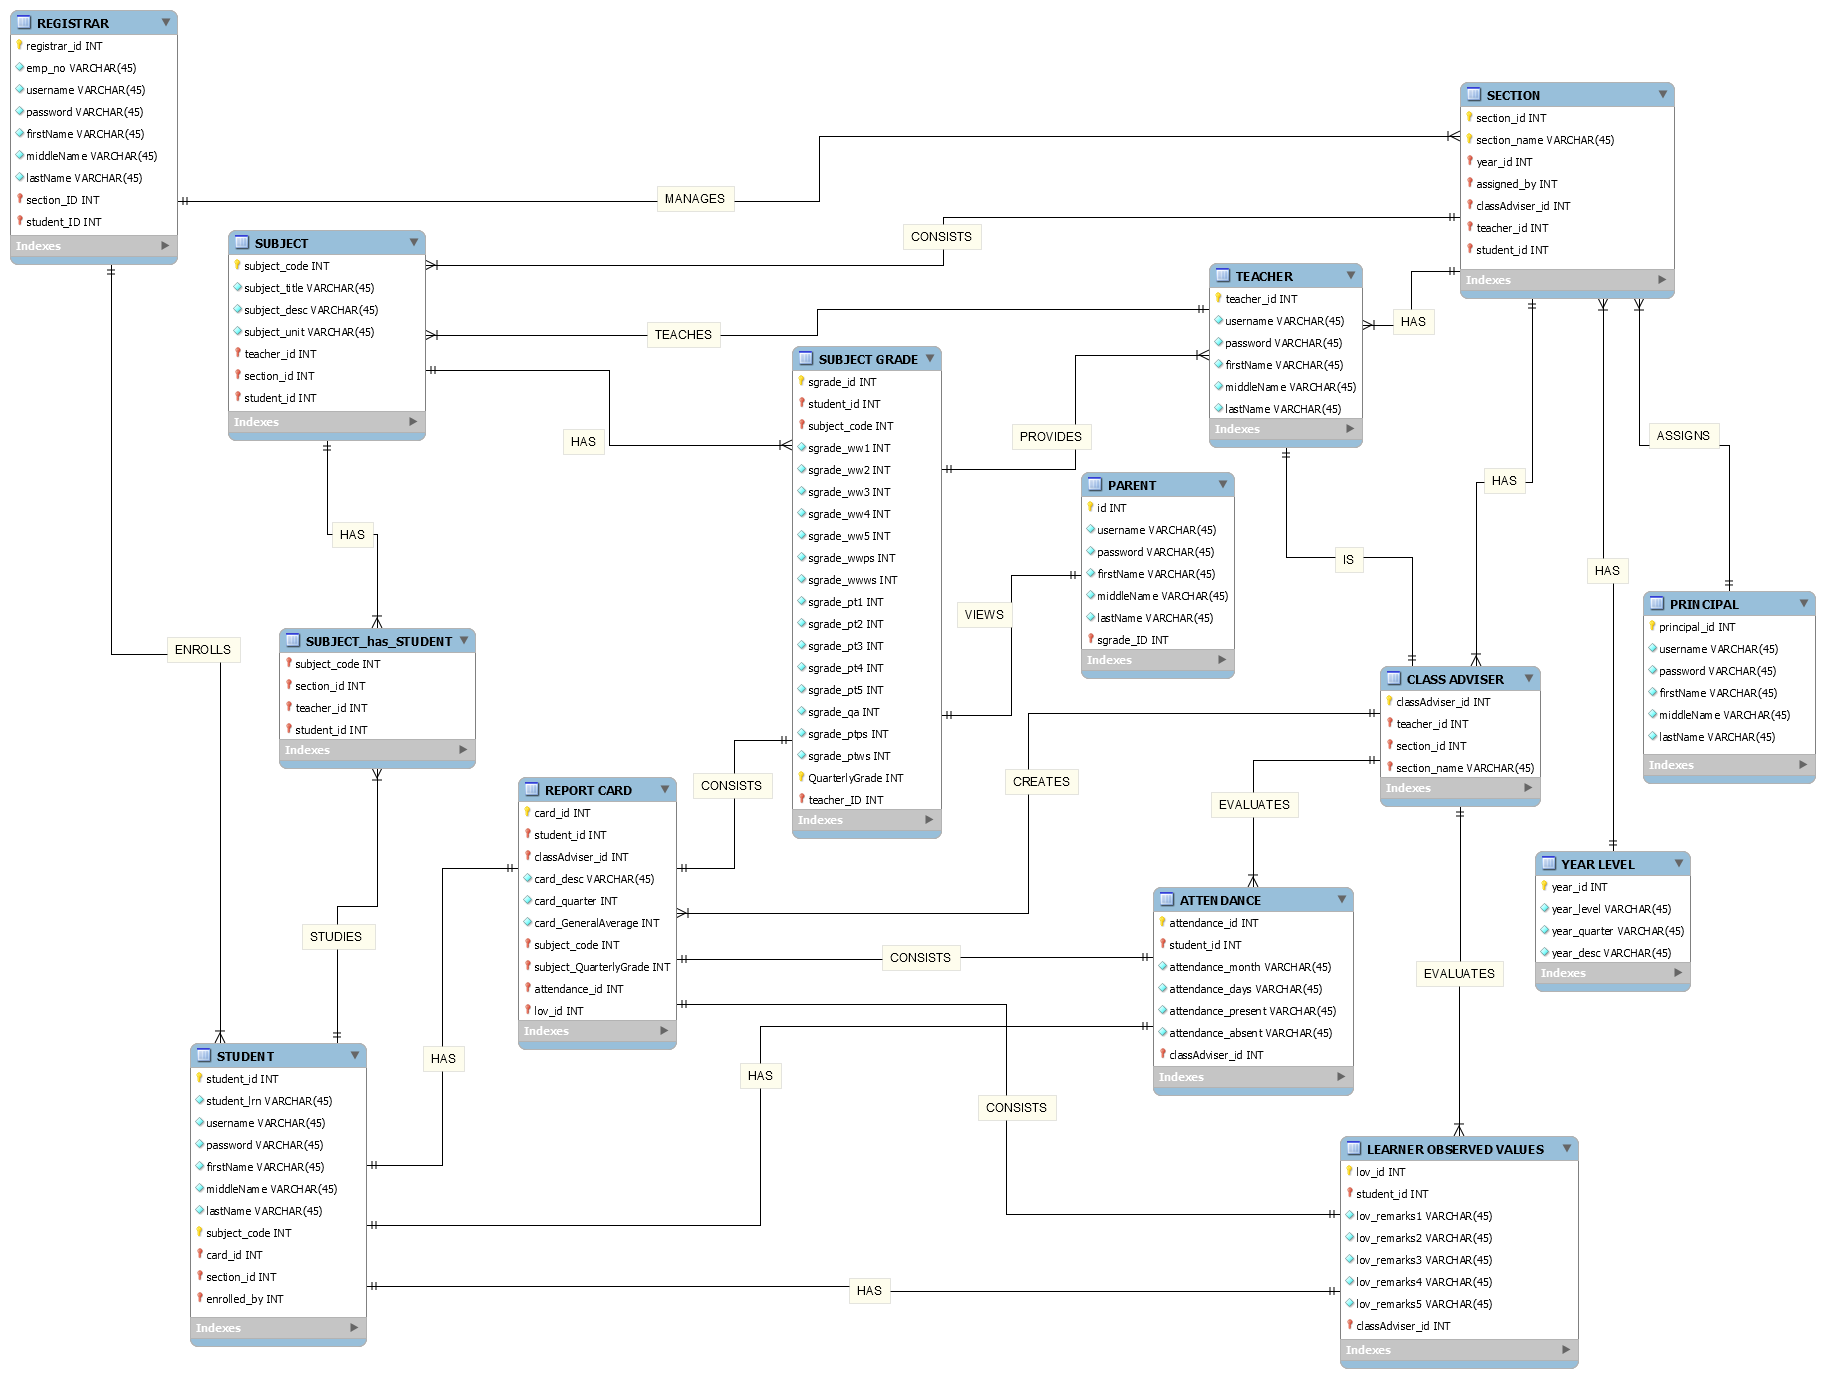 REGISTRAR
registrar_id INT
emp_no VARCHAR(45)
username VARCHAR(45)
password VARCHAR(45)
firstName VARCHAR(45)
middleName VARCHAR(45)
lastName VARCHAR(45)
section_ID INT
student_ID INT
Indexes
SECTION
section_id INT
section_name VARCHAR(45)
year_id INT
assigned_by INT
classAdviser_id INT
teacher_id INT
student_id INT
Indexes
MANAGES
CONSISTS
SUBJECT
subject_code INT
subject_title VARCHAR(45)
subject_desc VARCHAR(45)
subject_unit VARCHAR(45)
teacher_id INT
section_id INT
student_id INT
Indexes
TEACHER
teacher_id INT
username VARCHAR(45)
password VARCHAR(45)
firstName VARCHAR(45)
middleName VARCHAR(45)
lastName VARCHAR(45)
Indexes
HAS
TEACHES
SUBJECT GRADE
sgrade_id INT
student_id INT
subject_code INT
sgrade_ww1 INT
sgrade_ww2 INT
sgrade_ww3 INT
sgrade_ww4 INT
sgrade_ww5 INT
sgrade_wwps INT
sgrade_wwws INT
sgrade_pt1 INT
sgrade_pt2 INT
sgrade_pt3 INT
sgrade_pt4 INT
sgrade_pt5 INT
sgrade_qa INT
sgrade_ptps INT
sgrade_ptws INT
QuarterlyGrade INT
teacher_ID INT
Indexes
HAS
PROVIDES
ASSIGNS
PARENT
id INT
username VARCHAR(45)
password VARCHAR(45)
firstName VARCHAR(45)
middleName VARCHAR(45)
lastName VARCHAR(45)
sgrade_ID INT
Indexes
HAS
HAS
IS
HAS
VIEWS
PRINCIPAL
principal_id INT
username VARCHAR(45)
password VARCHAR(45)
firstName VARCHAR(45)
middleName VARCHAR(45)
lastName VARCHAR(45)
Indexes
ENROLLS
SUBJECT_has_STUDENT
subject_code INT
section_id INT
teacher_id INT
student_id INT
Indexes
CLASS ADVISER
classAdviser_id INT
teacher_id INT
section_id INT
section_name VARCHAR(45)
Indexes
CONSISTS
CREATES
EVALUATES
REPORT CARD
card_id INT
student_id INT
classAdviser_id INT
card_desc VARCHAR(45)
card_quarter INT
card_GeneralAverage INT
subject_code INT
subject_QuarterlyGrade INT
attendance_id INT
lov_id INT
Indexes
YEAR LEVEL
year_id INT
year_level VARCHAR(45)
year_quarter VARCHAR(45)
year_desc VARCHAR(45)
Indexes
ATTENDANCE
attendance_id INT
student_id INT
attendance_month VARCHAR(45)
attendance_days VARCHAR(45)
attendance_present VARCHAR(45)
attendance_absent VARCHAR(45)
classAdviser_id INT
Indexes
STUDIES
CONSISTS
EVALUATES
STUDENT
student_id INT
student_lrn VARCHAR(45)
username VARCHAR(45)
password VARCHAR(45)
firstName VARCHAR(45)
middleName VARCHAR(45)
lastName VARCHAR(45)
subject_code INT
card_id INT
section_id INT
enrolled_by INT
Indexes
HAS
HAS
CONSISTS
HAS
LEARNER OBSERVED VALUES
lov_id INT
student_id INT
lov_remarks1 VARCHAR(45)
lov_remarks2 VARCHAR(45)
lov_remarks3 VARCHAR(45)
lov_remarks4 VARCHAR(45)
lov_remarks5 VARCHAR(45)
classAdviser_id INT
Indexes